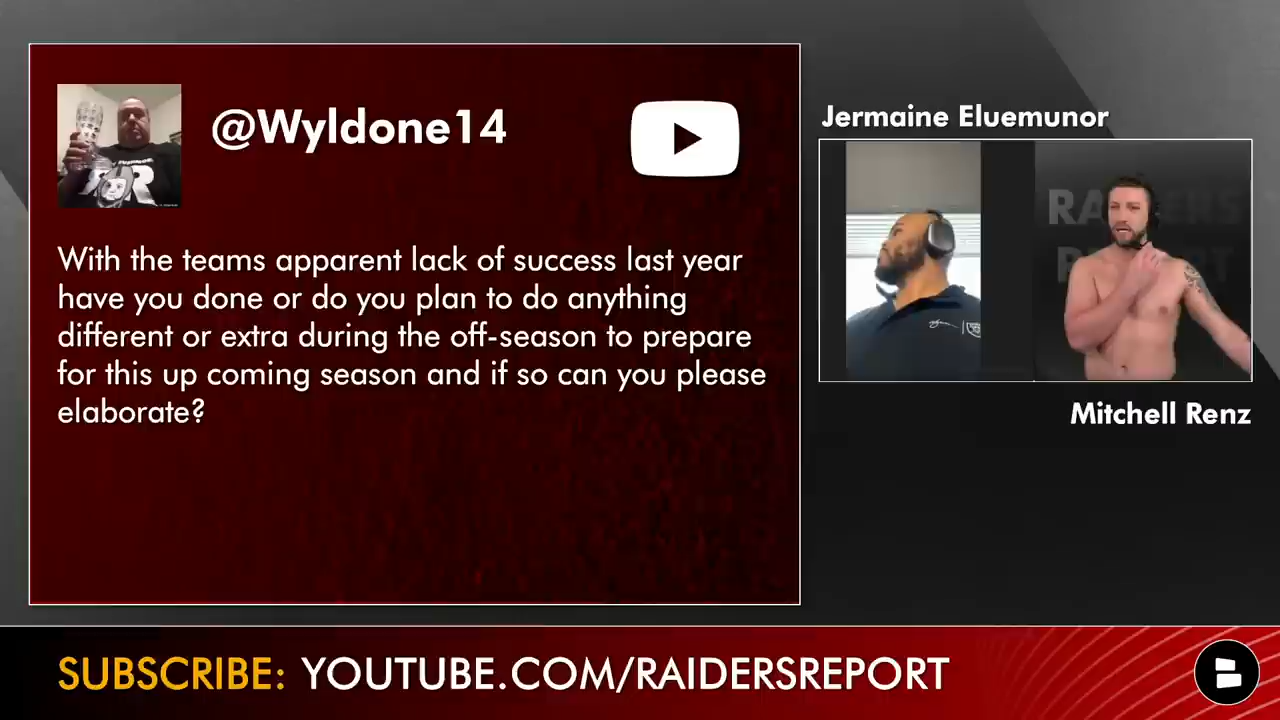 @Wyldone14
With the teams apparent lack of success last year
have you done or do you plan to do anything
different or extra during the off-season to prepare
for this up coming season and if so can you please
elaborate?
Jermaine Eluemunor
RAIDERS
REPORT
Mitchell Renz
SUBSCRIBE: YOUTUBE.COM/RAIDERSREPORT